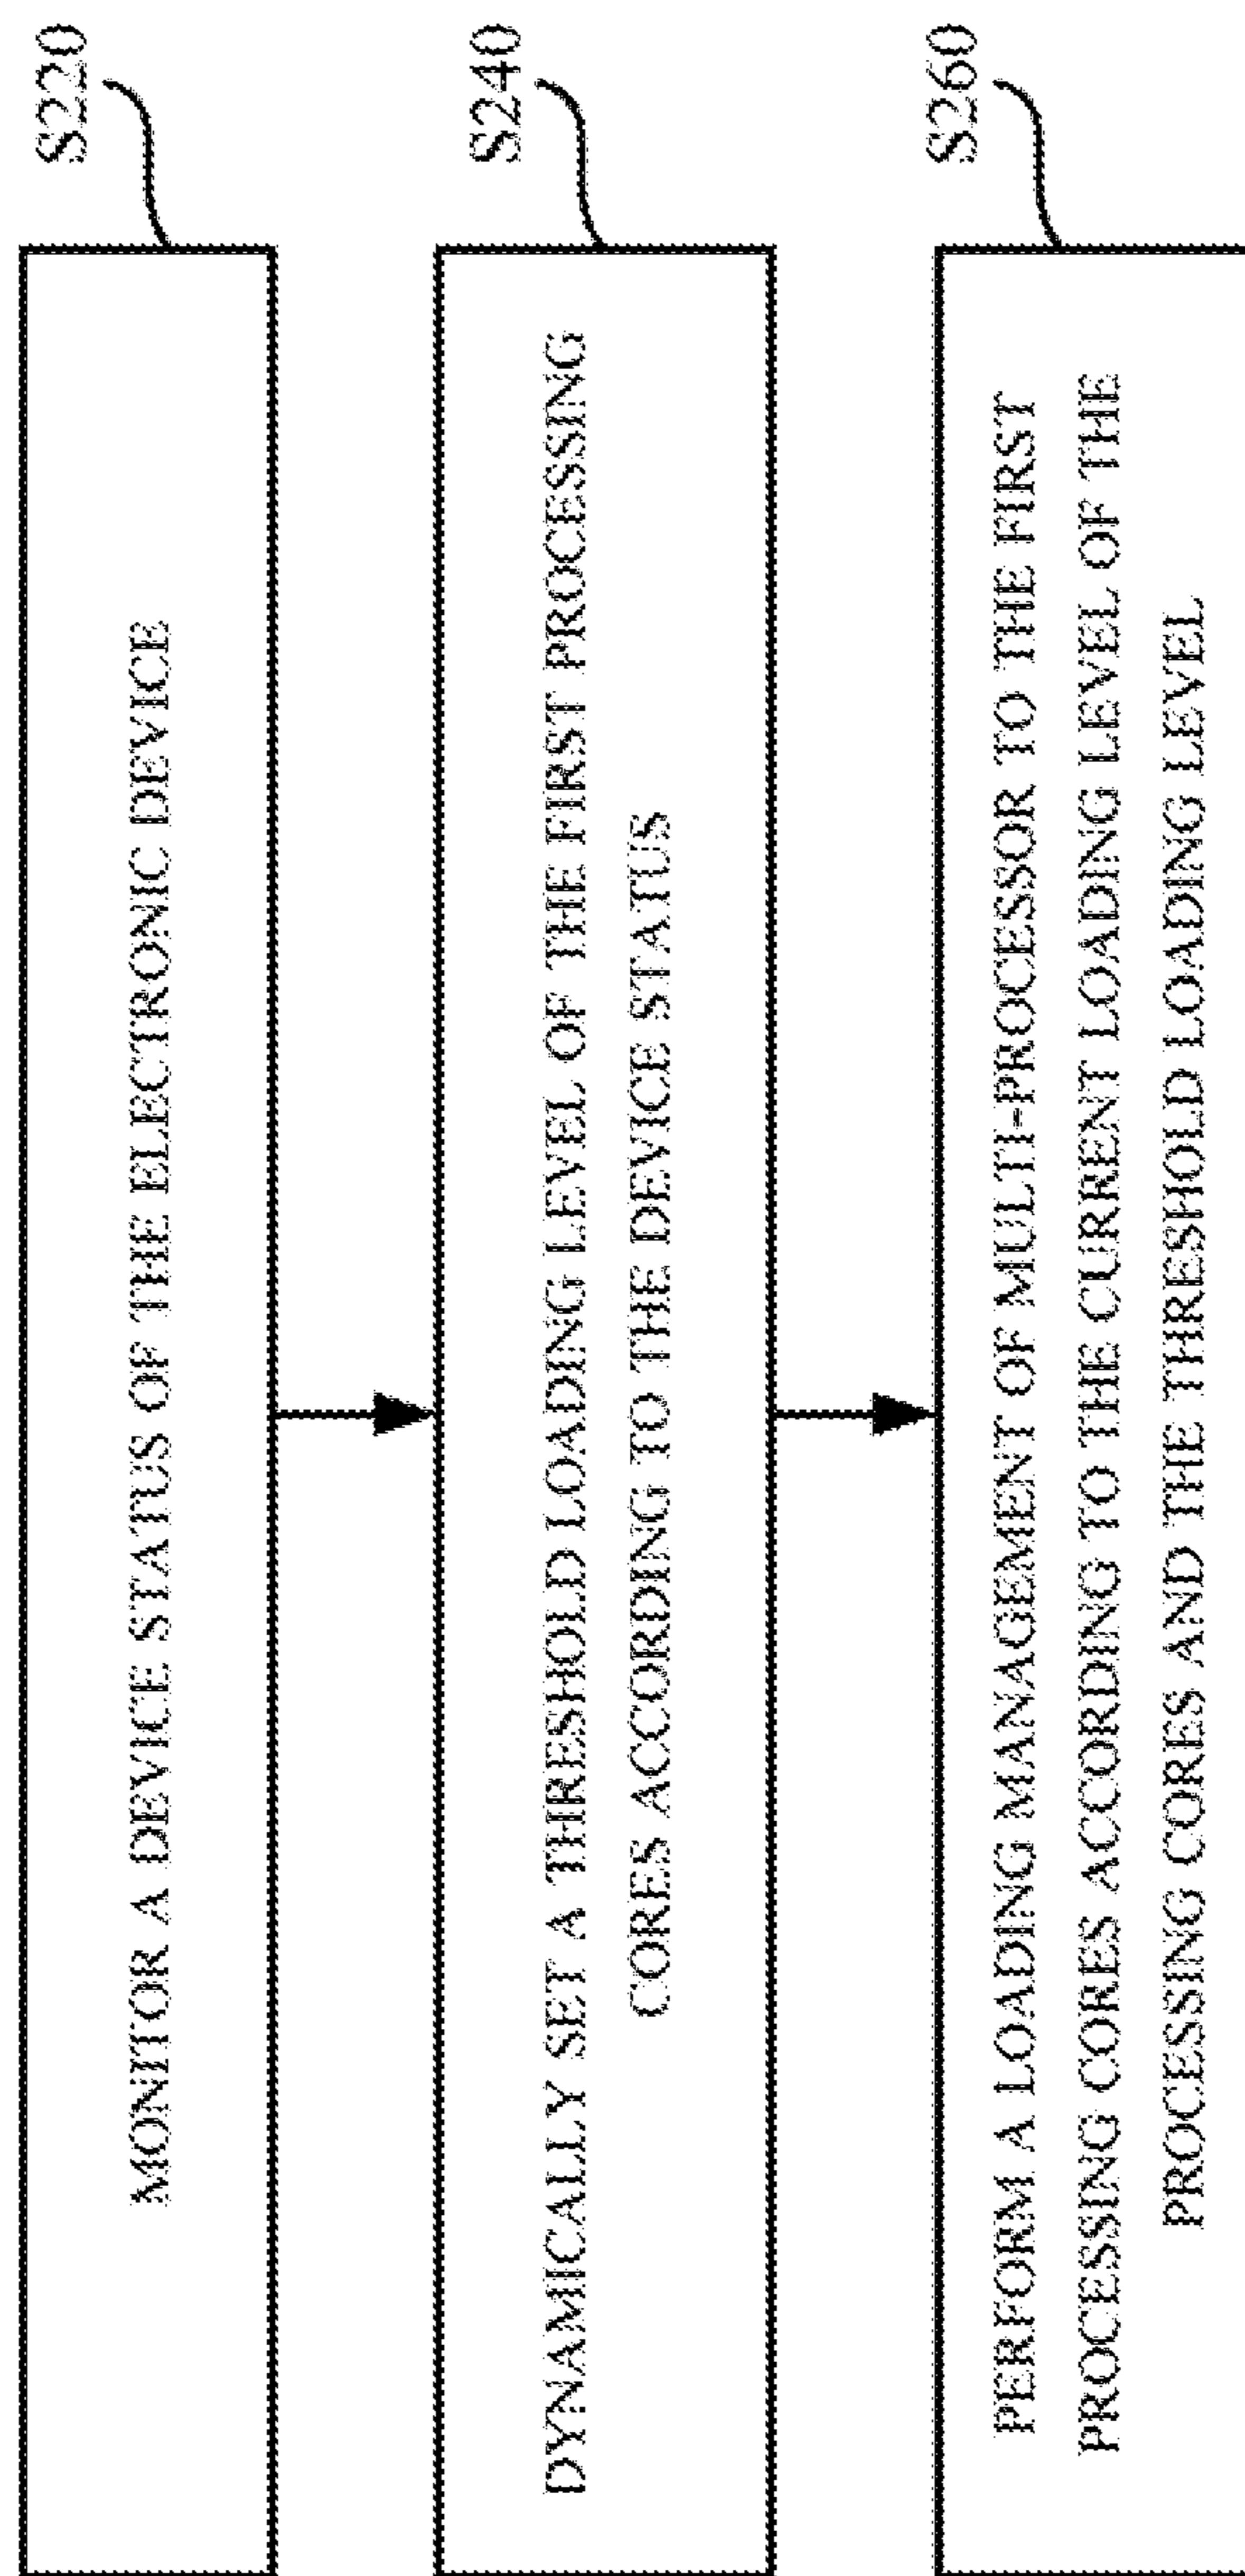 S220
MONITOR A DEVICE STATUS OF THE ELECTRONIC DEVICE
S240
DYNAMICALLY SET A THRESHOLD LOADING LEVEL OF THE FIRST PROCESSING
CORES ACCORDING TO THE DEVICE STATUS
S260
PERFORM A LOADING MANAGEMENT OF MULTI-PROCESSOR TO THE FIRST
PROCESSING CORES ACCORDING TO THE CURRENT LOADING LEVEL OF THE
PROCESSING CORES AND THE THRESHOLD LOADING LEVEL